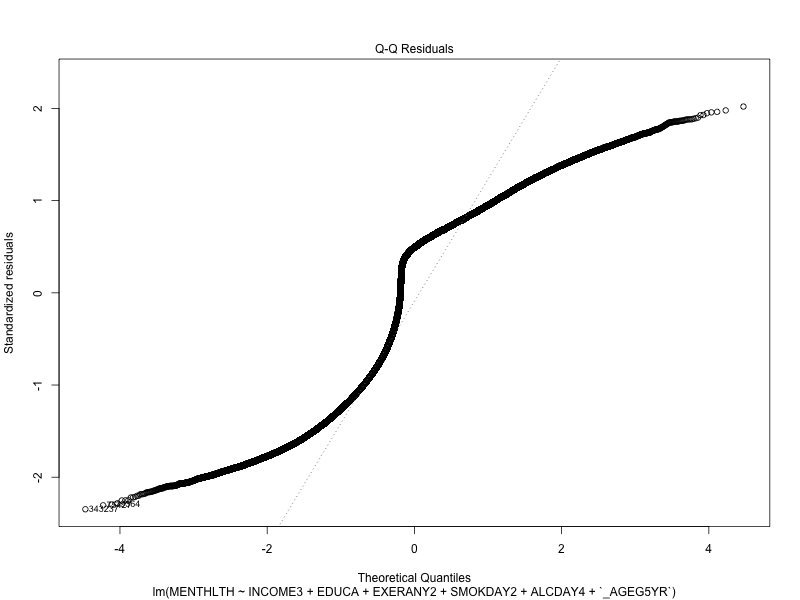 Q-Q Residuals
Standardized residuals
2
1
0
-1
-2
343237
-4
-2
0
2
4
Theoretical Quantiles
lm(MENTHLTH ~ INCOME3 + EDUCA + EXERANY2 + SMOKDAY2 + ALCDAY4 + `_AGEG5YR`)